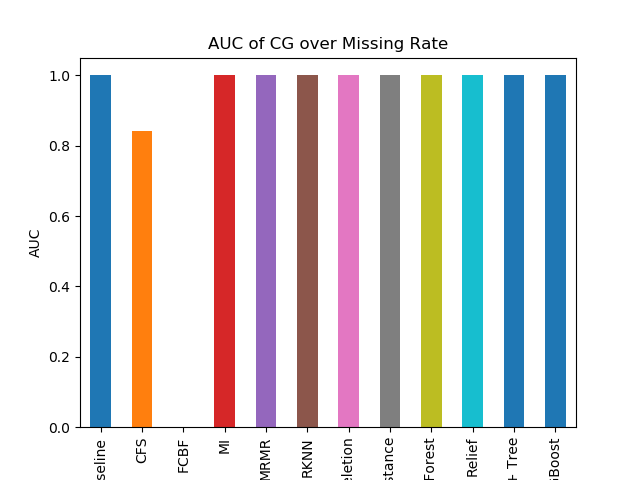 AUC of CG over Missing Rate
1.0
0.8
0.6
0.4
0.2
0.0
AUC
seline
CFS
FCBF
MI
MRMR
RKNN
eletion
stance
Forest
Relief
+ Tree
Boost